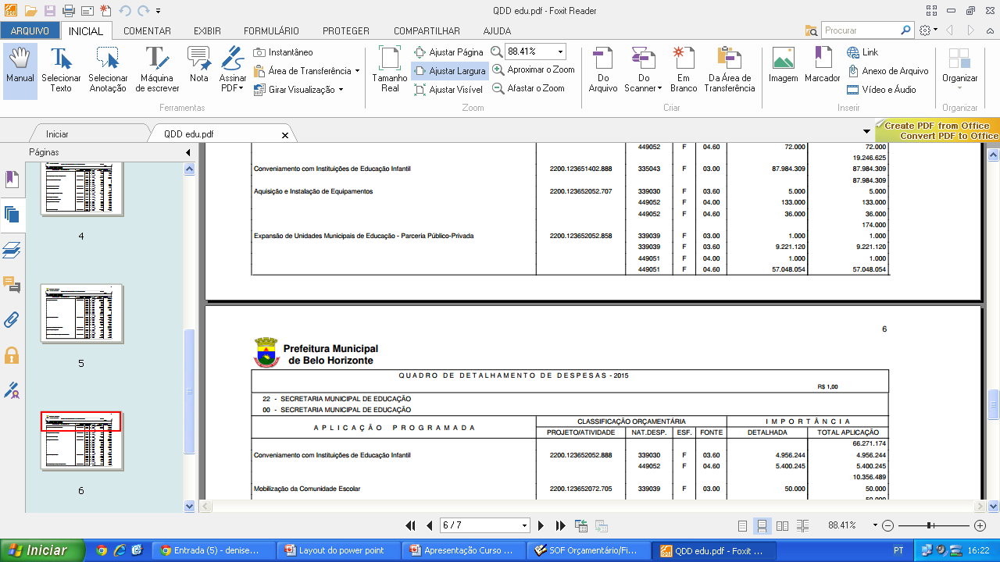 QDD edu.pdf - Foxit Reader
ARQUIVO INICIAL COMENTAR EXIBIR FORMULÁRIO PROTEGER COMPARTILHAR AJUDA
Procurar
Manual
Selecionar Texto
Selecionar Anotação
Máquina de escrever
Nota
Assinar PDF
Instantâneo
Área de Transferência
Girar Visualização
Ferramentas
Tamanho Real
Ajustar Página
Ajustar Largura
Ajustar Visível
88.41%
Aproximar o Zoom
Afastar o Zoom
Zoom
Do Arquivo
Do Scanner
Em Branco
Da Área de Transferência
Criar
Imagem
Marcador
Link
Anexo de Arquivo
Vídeo e Áudio
Inserir
Organizar
Organizar
Iniciar
QDD edu.pdf
Create PDF from Office
Convert PDF to Office
Páginas
4
5
6
449052 F 04.60 72.000 72.000
19.246.625
Conveniamento com Instituições de Educação Infantil 2200.123651402.888 335043 F 03.00 87.984.309 87.984.309
87.984.309
Aquisição e Instalação de Equipamentos 2200.123652052.707 339030 F 03.60 5.000 5.000
449052 F 04.00 133.000 133.000
449052 F 04.60 36.000 36.000
174.000
Expansão de Unidades Municipais de Educação - Parceria Público-Privada 2200.123652052.858 339039 F 03.00 1.000 1.000
339039 F 03.60 9.221.120 9.221.120
449051 F 04.00 1.000 1.000
449051 F 04.60 57.048.054 57.048.054
6
Prefeitura Municipal
de Belo Horizonte
QUADRO DE DETALHAMENTO DE DESPESAS - 2015
R$ 1,00
22 - SECRETARIA MUNICIPAL DE EDUCAÇÃO
00 - SECRETARIA MUNICIPAL DE EDUCAÇÃO
APLICAÇÃO PROGRAMADA CLASSIFICAÇÃO ORÇAMENTÁRIA IMPORTÂNCIA
PROJETO/ATIVIDADE NAT.DESP. ESF. FONTE DETALHADA TOTAL APLICAÇÃO
66.271.174
Conveniamento com Instituições de Educação Infantil 2200.123652052.888 339030 F 03.60 4.956.244 4.956.244
449052 F 04.60 5.400.245 5.400.245
10.356.489
Mobilização da Comunidade Escolar 2200.123652072.705 339039 F 03.00 50.000 50.000
6 / 7
88.41%
Iniciar
Entrada (5) - denise...
Layout do power point
Apresentação Curso ...
SOF Orçamentário/Fi...
QDD edu.pdf - Foxit ...
PT
16:22